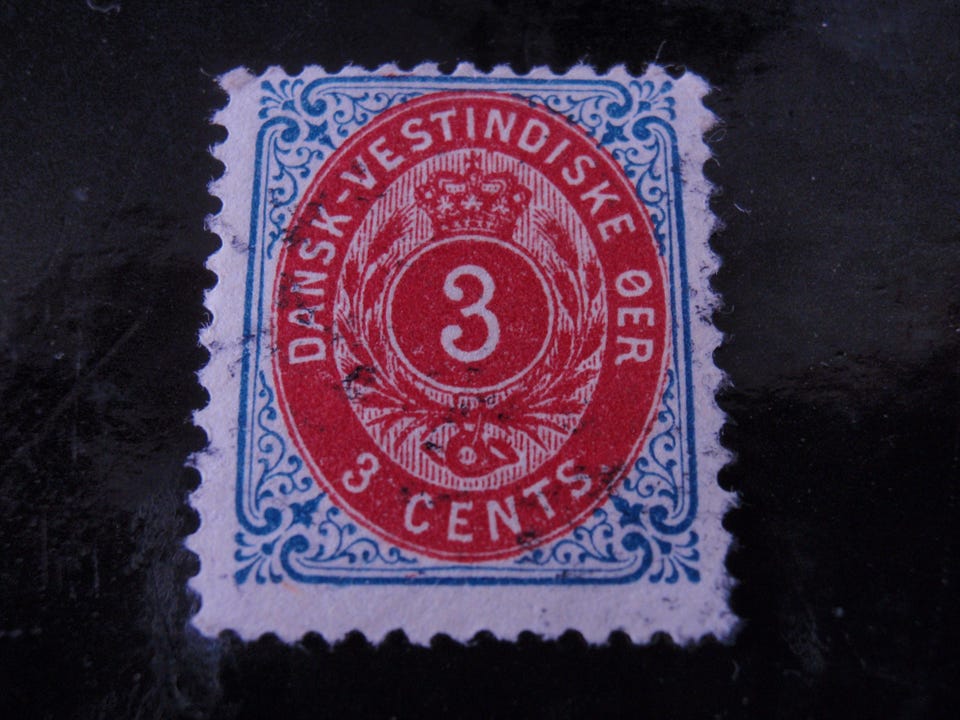 DANSK-VESTINDISKE ØER
3
3 CENTS